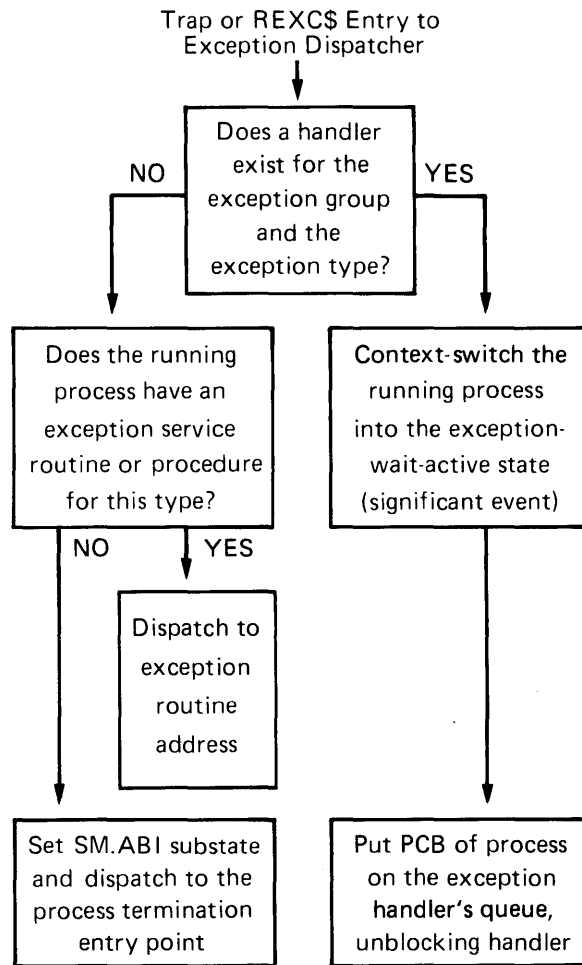 Trap or REXC$ Entry to
Exception Dispatcher
Does a handler
exist for the
exception group
and the
exception type?
NO
YES
Does the running
process have an
exception service
routine or procedure
for this type?
Context-switch the
running process
into the exception-
wait-active state
(significant event)
NO
YES
Dispatch to
exception
routine
address
Set SM.ABI substate
and dispatch to the
process termination
entry point
Put PCB of process
on the exception
handler's queue,
unblocking handler